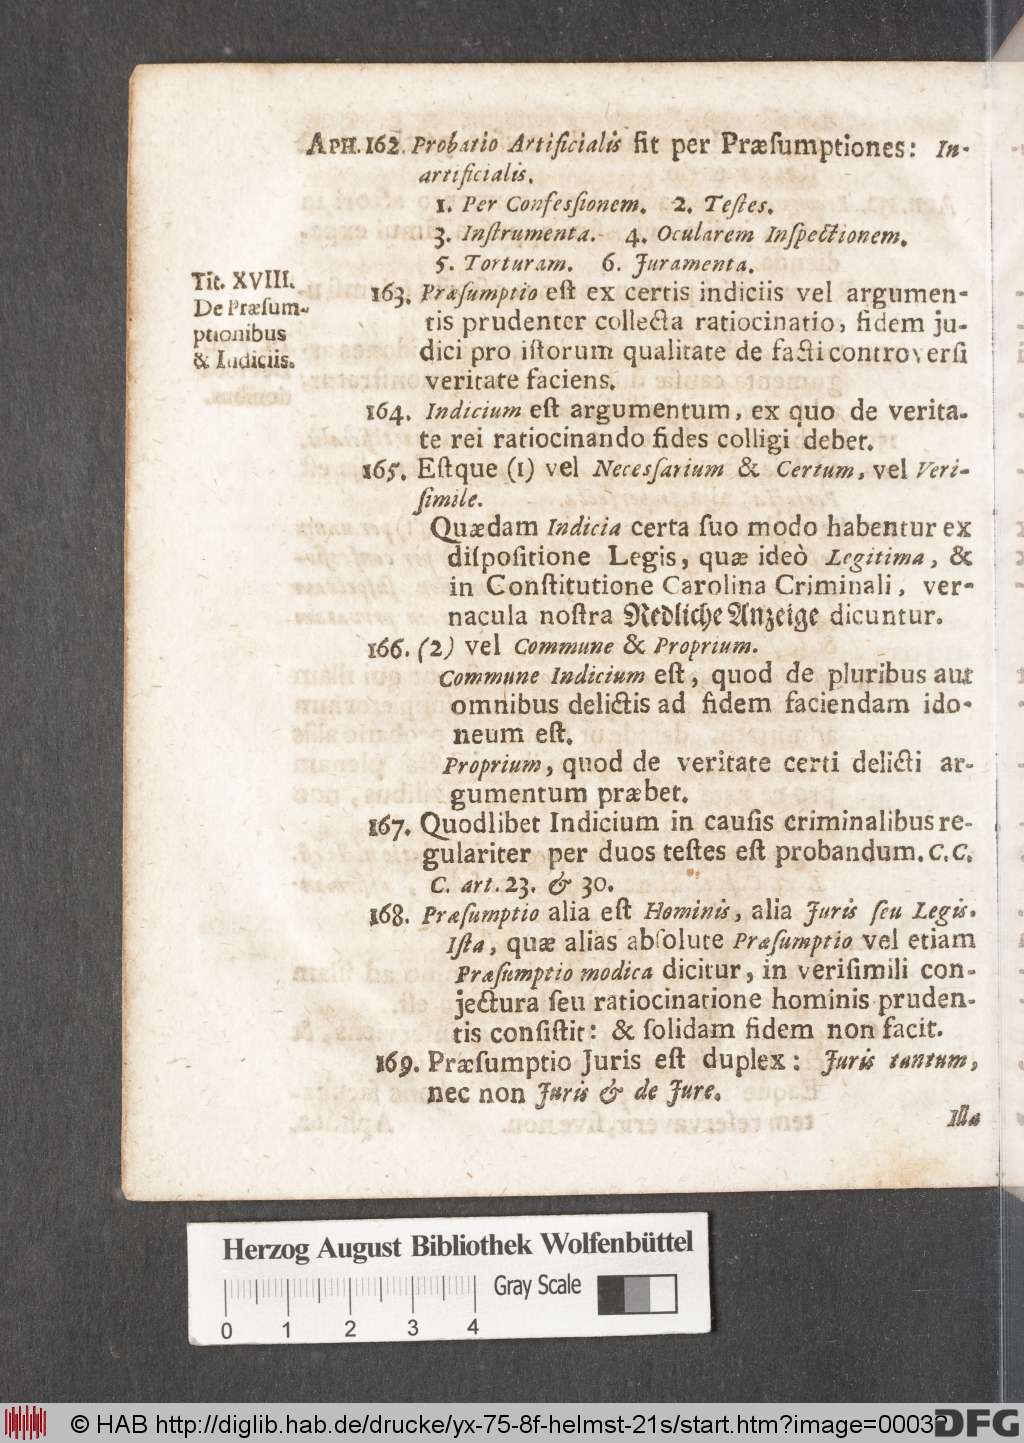 APH. 162. Probatio Artificialis fit per Præſumptiones: In-
artificialis.
1. Per Confeſſionem. 2. Teſtes.
3. Inſtrumenta. 4. Ocularem Inſpectionem.
5. Torturam. 6. Juramenta.
Tit. XVIII.
De Præſum-
ptionibus
& Iudiciis.
163. Præſumptio eſt ex certis indiciis vel argumen-
tis prudenter collecta ratiocinatio, fidem ju-
dici pro iſtorum qualitate de facti controverſi
veritate faciens.
164. Indicium eſt argumentum, ex quo de verita-
te rei ratiocinando fides colligi debet.
165. Eſtque (1) vel Neceſſarium & Certum, vel Veri-
ſimile.
Quædam Indicia certa ſuo modo habentur ex
diſpoſitione Legis, quæ ideò Legitima, &
in Conſtitutione Carolina Criminali, ver-
nacula noſtra Redliche Anzeige dicuntur.
166. (2) vel Commune & Proprium.
Commune Indicium eſt, quod de pluribus aut
omnibus delictis ad fidem faciendam ido-
neum eſt.
Proprium, quod de veritate certi delicti ar-
gumentum præbet.
167. Quodlibet Indicium in cauſis criminalibus re-
gulariter per duos teſtes eſt probandum. C. C.
C. art. 23. & 30.
168. Præſumptio alia eſt Hominis, alia Juris ſeu Legis.
Iſta, quæ alias abſolute Præſumptio vel etiam
Præſumptio modica dicitur, in veriſimili con-
jectura ſeu ratiocinatione hominis pruden-
tis conſiſtit: & ſolidam fidem non facit.
169. Præſumptio Juris eſt duplex: Juris tantum,
nec non Juris & de Jure.
Illa
Herzog August Bibliothek Wolfenbüttel
Gray Scale
0 1 2 3 4
© HAB http://diglib.hab.de/drucke/yx-75-8f-helmst-21s/start.htm?image=00032
DFG